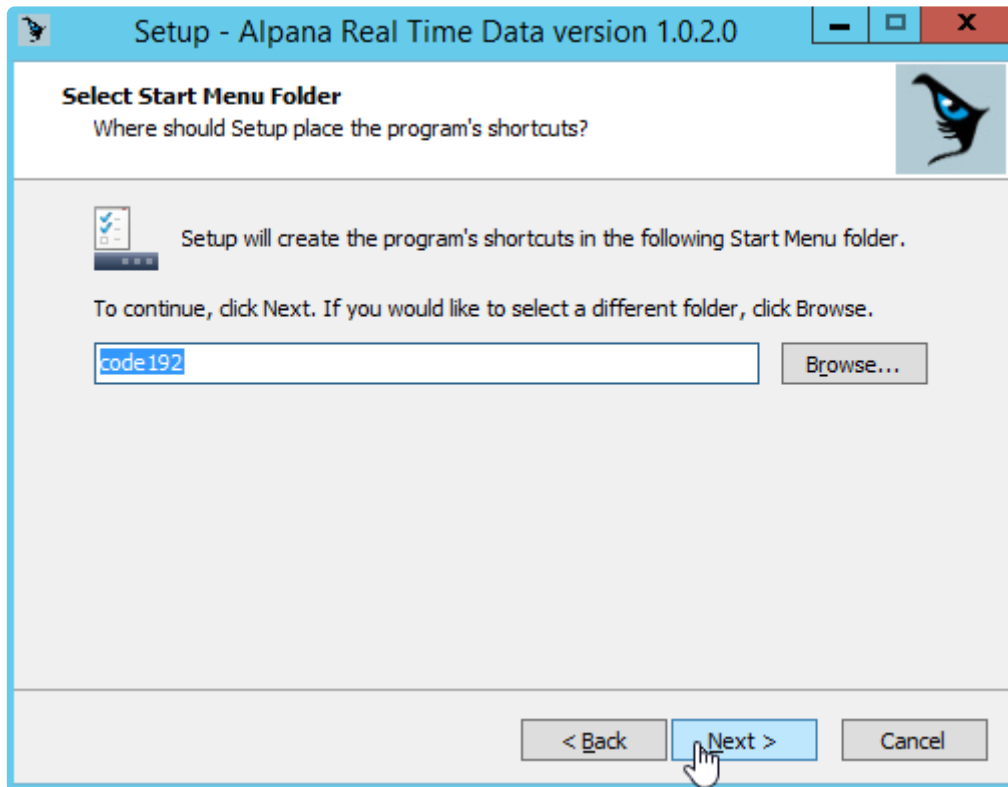 Setup - Alpana Real Time Data version 1.0.2.0
Select Start Menu Folder
Where should Setup place the program's shortcuts?
Setup will create the program's shortcuts in the following Start Menu folder.
To continue, click Next. If you would like to select a different folder, click Browse.
code192
Browse...
< Back
Next >
Cancel